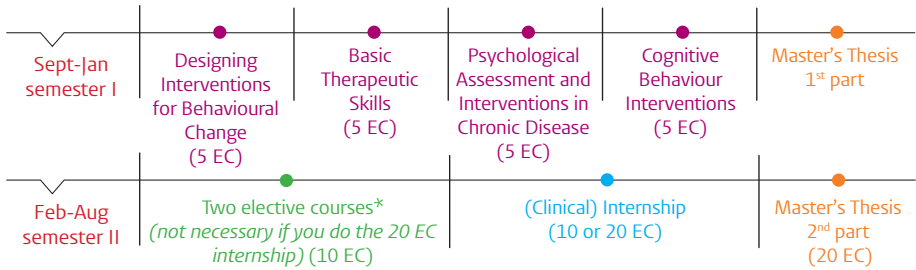 Sept-Jan
semester I
Designing
Interventions
for Behavioural
Change
(5 EC)
Basic
Therapeutic
Skills
(5 EC)
Psychological
Assessment and
Interventions in
Chronic Disease
(5 EC)
Cognitive
Behaviour
Interventions
(5 EC)
Master's Thesis
1st part
Feb-Aug
semester II
Two elective courses*
(not necessary if you do the 20 EC
internship) (10 EC)
(Clinical) Internship
(10 or 20 EC)
Master's Thesis
2nd part
(20 EC)